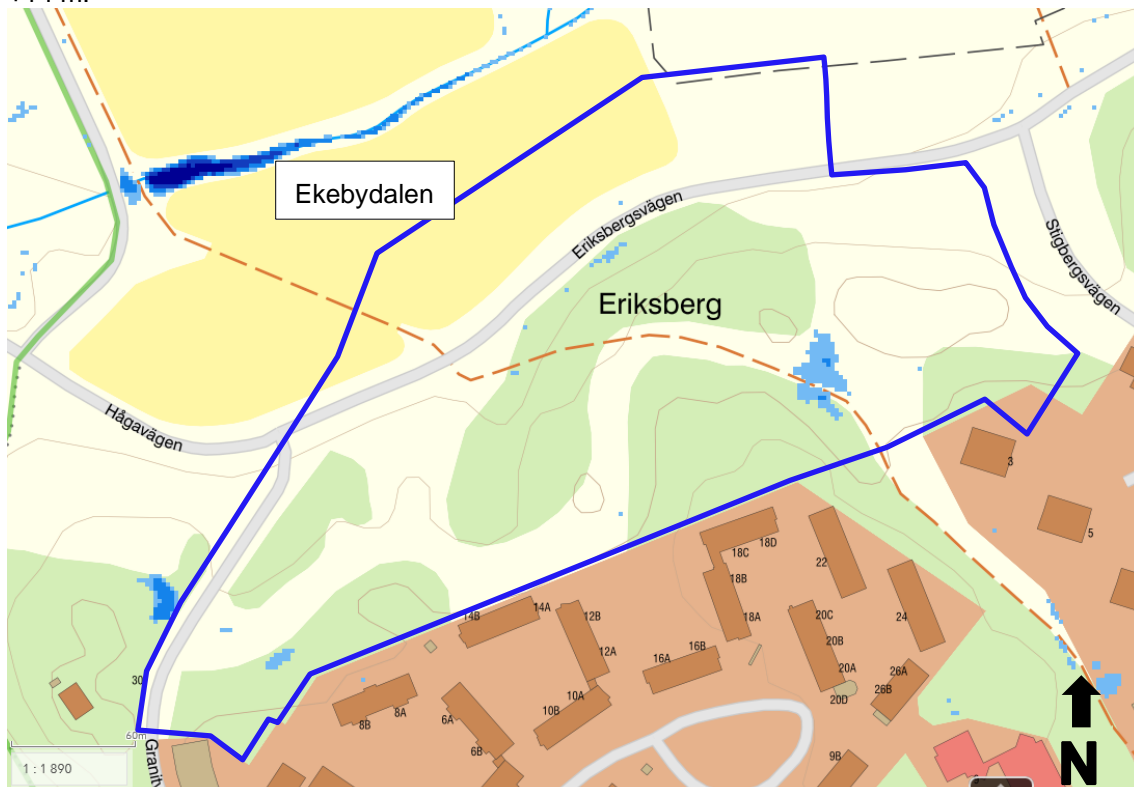 Ekebydalen
Eriksbergsvägen
Stigbergsvägen
Eriksberg
Hågavägen
3
5
18D
18C
22
18B
14B
14A
12B
18A
20C
24
20B
12A
16B
16A
20A
26A
30
10A
26B
20D
8A
6A
10B
8B
60m
6B
9B
N
1 : 1 890